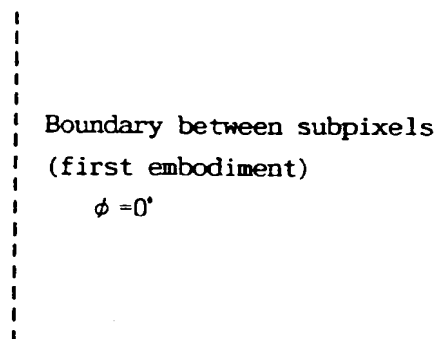 Boundary between subpixels
(first embodiment)
ϕ =0°